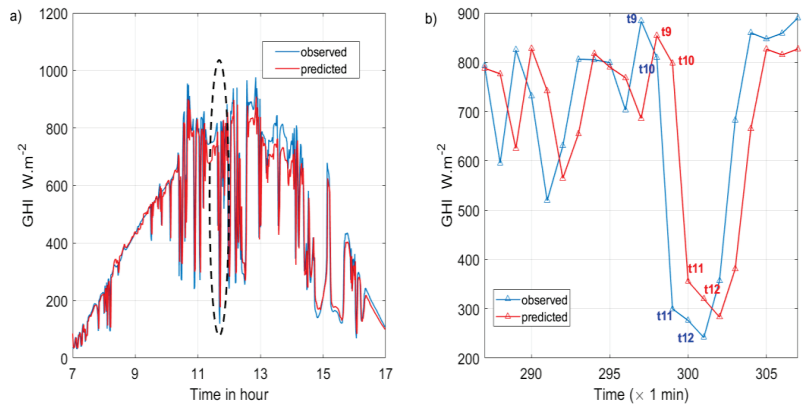 a)
1200
1000
800
600
400
200
0
GHI W.m-2
observed
predicted
7
9
11
13
15
17
Time in hour
b)
900
800
700
600
500
400
300
200
GHI W.m-2
t9
t9
t10
t10
t11
t12
t11
t12
observed
predicted
290
295
300
305
Time (× 1 min)